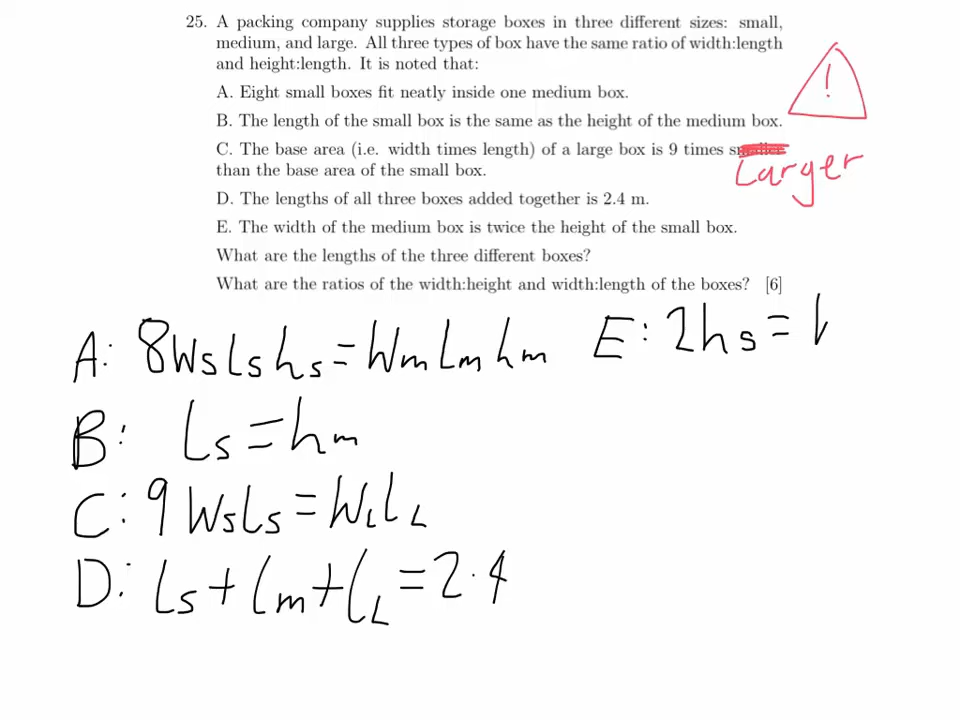 25. A packing company supplies storage boxes in three different sizes: small,
medium, and large. All three types of box have the same ratio of width:length
and height:length. It is noted that:
A. Eight small boxes fit neatly inside one medium box.
B. The length of the small box is the same as the height of the medium box.
C. The base area (i.e. width times length) of a large box is 9 times
Larger
than the base area of the small box.
D. The lengths of all three boxes added together is 2.4 m.
E. The width of the medium box is twice the height of the small box.
What are the lengths of the three different boxes?
What are the ratios of the width:height and width:length of the boxes? [6]
!
A: 8WsLshs=WmLmhm
E: 2hs=
B: Ls=hm
C: 9WsLs=WLLL
D: Ls+Lm+LL=2.4